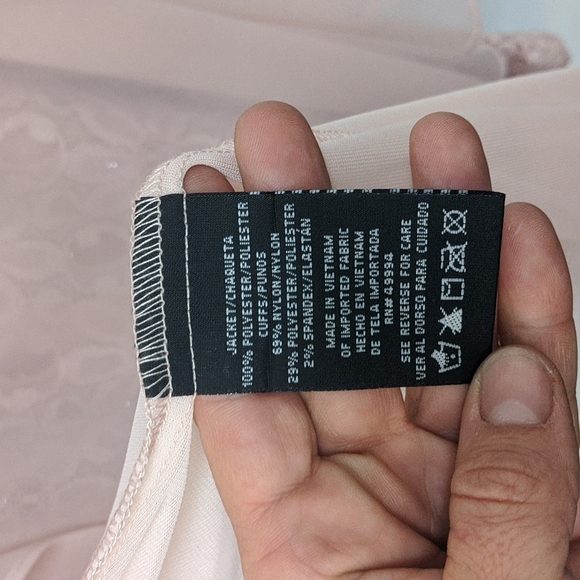 JACKET/CHAQUETA
100% POLYESTER/POLIESTER
CUFFS/PUNOS
69% NYLON/NYLON
29% POLYESTER/POLIESTER
2% SPANDEX/ELASTAN
MADE IN VIETNAM
OF IMPORTED FABRIC
HECHO EN VIETNAM
DE TELA IMPORTADA
RN# 49994
SEE REVERSE FOR CARE
VER AL DORSO PARA CUIDADO